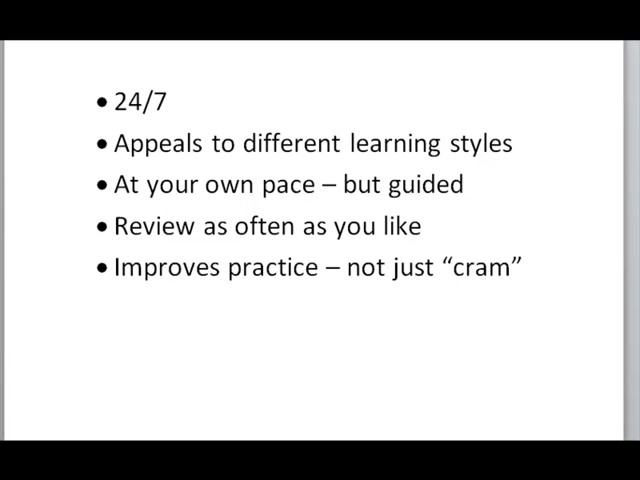 • 24/7
• Appeals to different learning styles
• At your own pace – but guided
• Review as often as you like
• Improves practice – not just “cram”